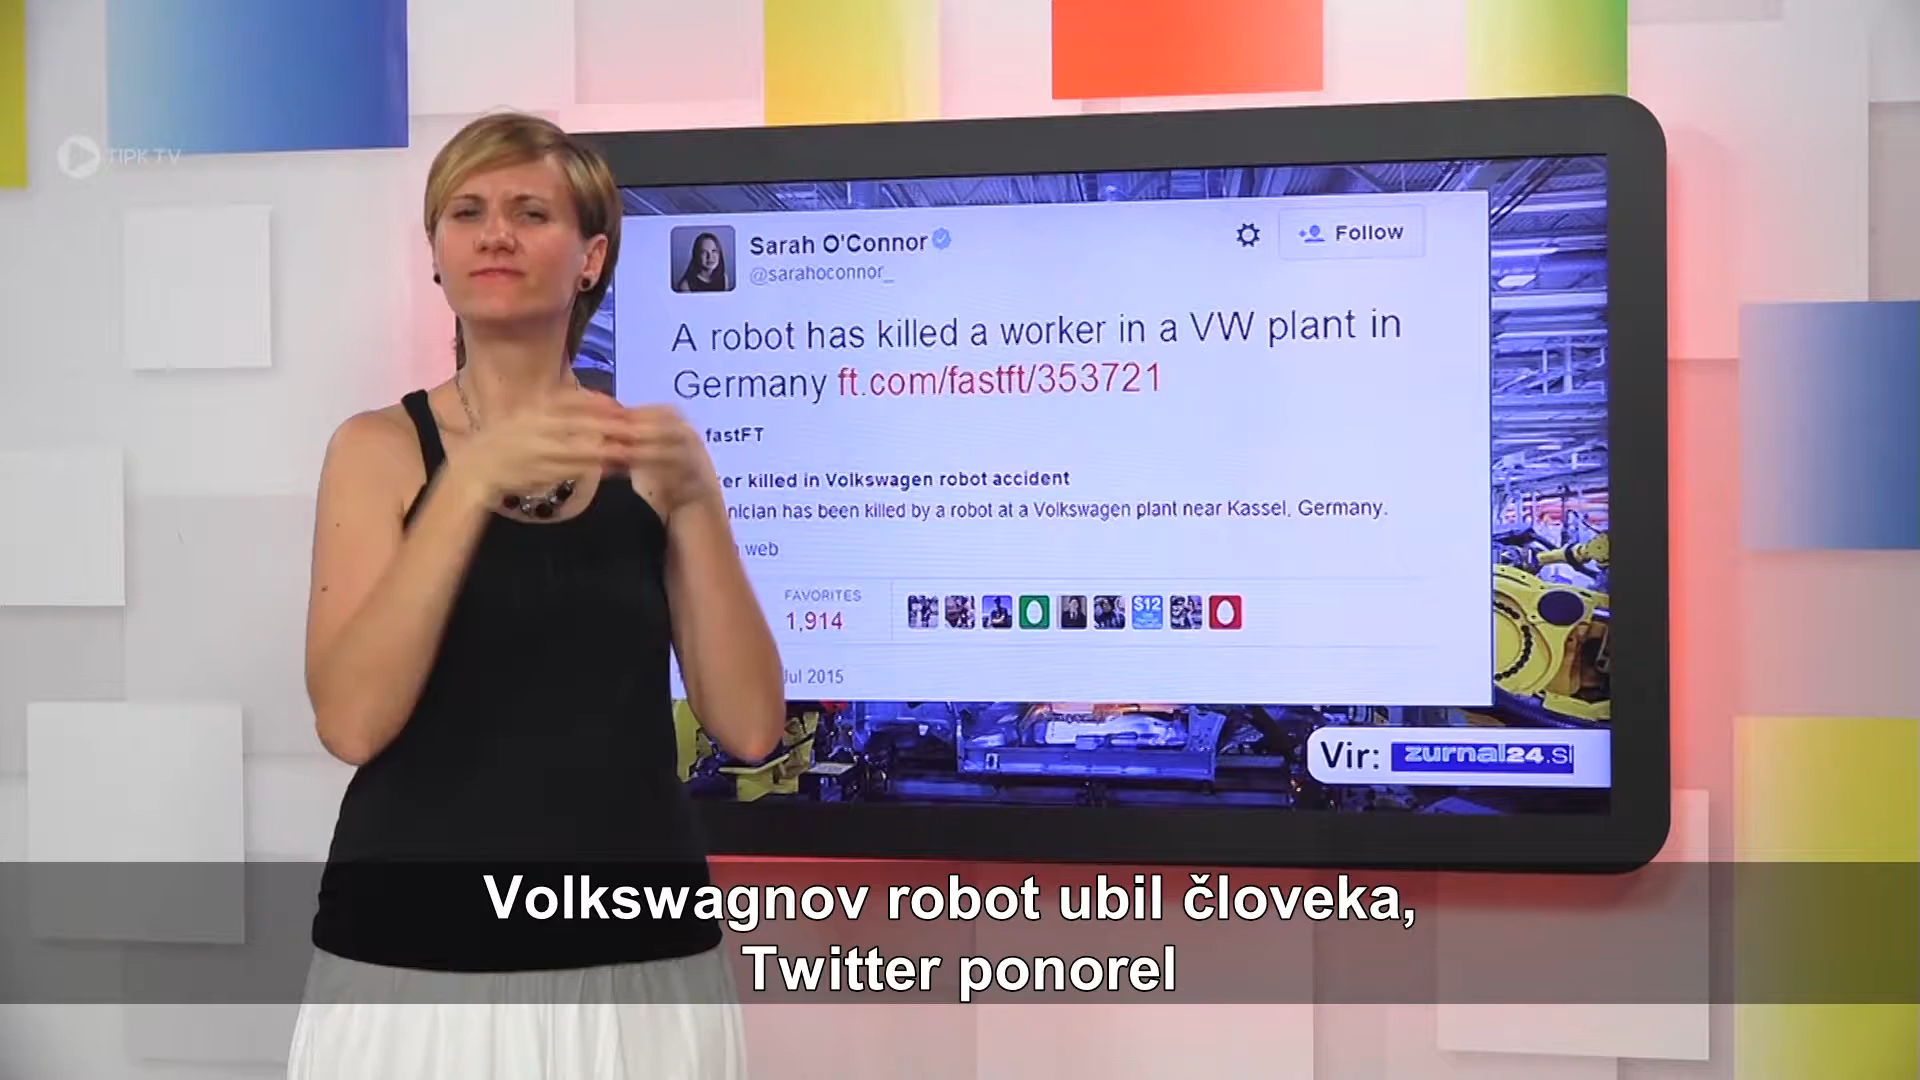 TIPK TV
Sarah O'Connor
@sarahoconnor_
Follow
A robot has killed a worker in a VW plant in
Germany ft.com/fastft/353721
fastFT
killed in Volkswagen robot accident
has been killed by a robot at a Volkswagen plant near Kassel, Germany.
web
FAVORITES
1,914
S12
Jul 2015
Vir: zurnal24.si
Volkswagnov robot ubil človeka,
Twitter ponorel